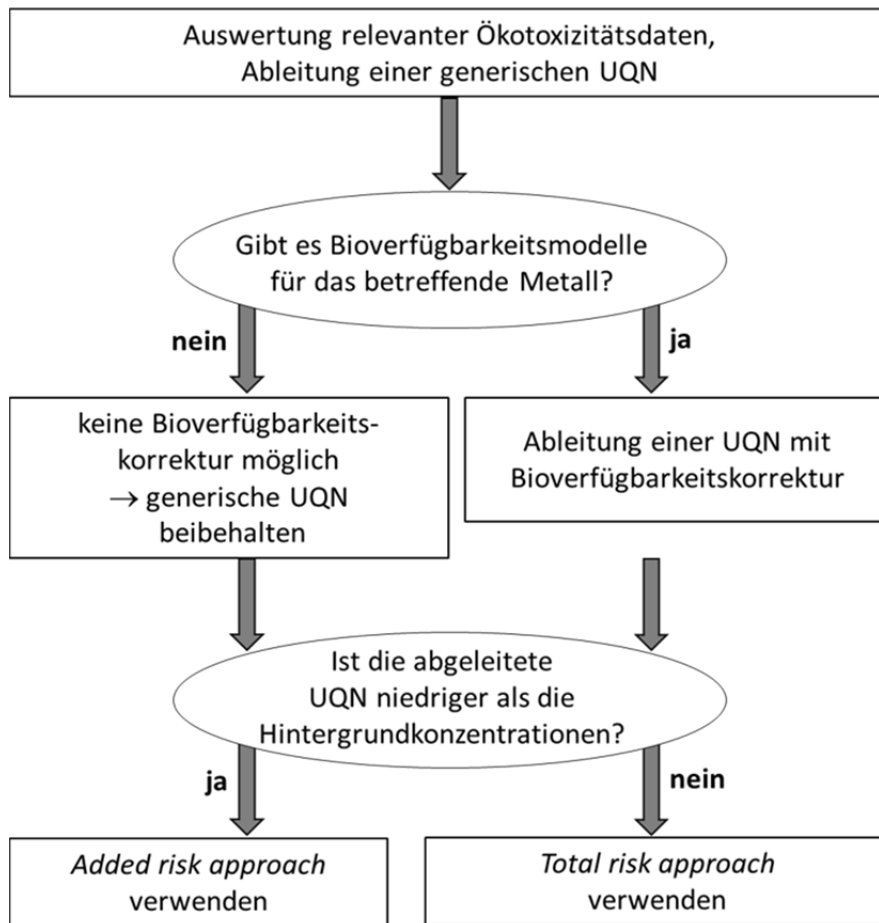 Auswertung relevanter Ökotoxizitätsdaten,
Ableitung einer generischen UQN
Gibt es Bioverfügbarkeitsmodelle
für das betreffende Metall?
nein
ja
keine Bioverfügbarkeits-
korrektur möglich
→ generische UQN
beibehalten
Ableitung einer UQN mit
Bioverfügbarkeitskorrektur
Ist die abgeleitete
UQN niedriger als die
Hintergrundkonzentrationen?
ja
nein
Added risk approach
verwenden
Total risk approach
verwenden